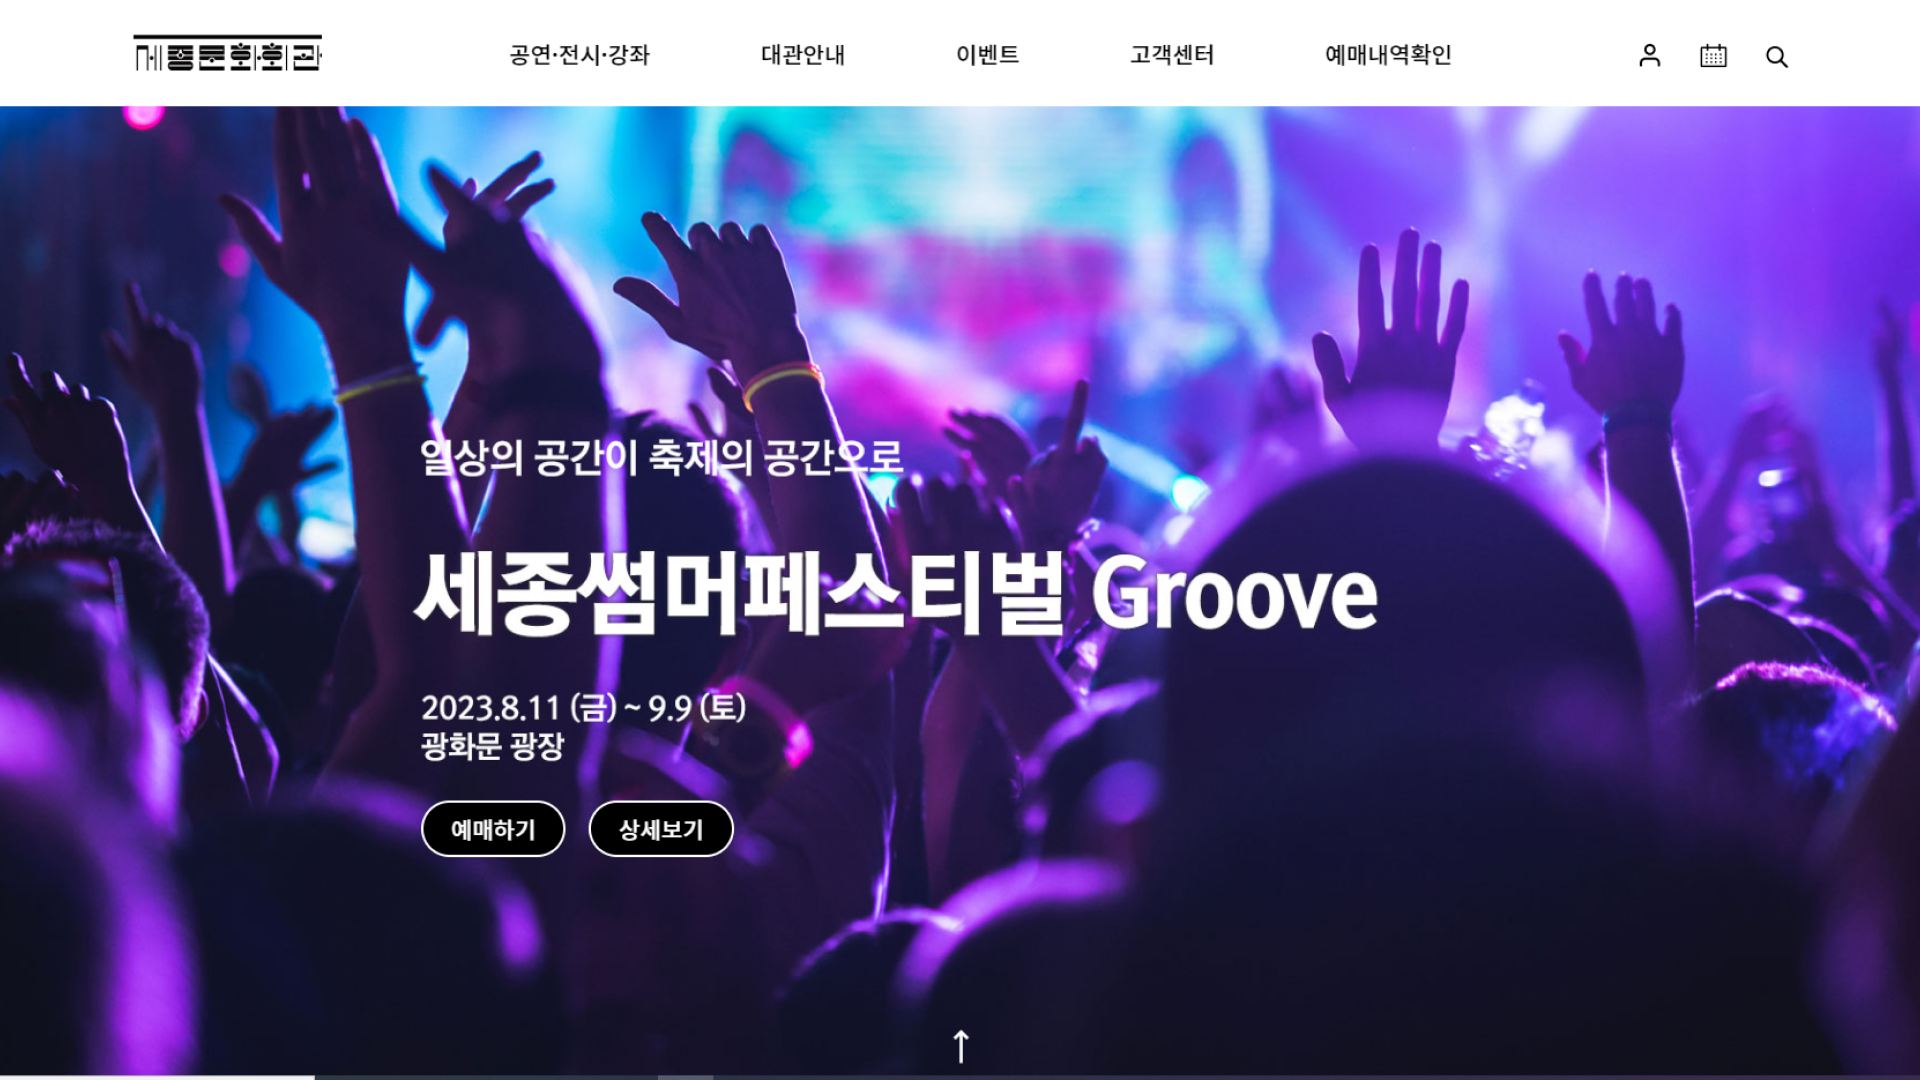 세종문화회관
공연·전시·강좌
대관안내
이벤트
고객센터
예매내역확인
일상의 공간이 축제의 공간으로
세종썸머페스티벌 Groove
2023.8.11 (금) ~ 9.9 (토)
광화문 광장
예매하기
상세보기